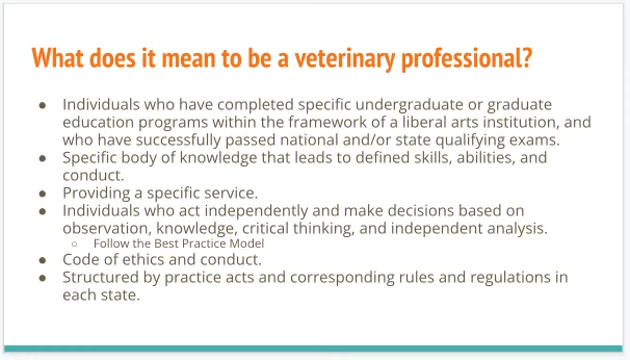 What does it mean to be a veterinary professional?
● Individuals who have completed specific undergraduate or graduate
education programs within the framework of a liberal arts institution, and
who have successfully passed national and/or state qualifying exams.
● Specific body of knowledge that leads to defined skills, abilities, and
conduct.
● Providing a specific service.
● Individuals who act independently and make decisions based on
observation, knowledge, critical thinking, and independent analysis.
○ Follow the Best Practice Model
● Code of ethics and conduct.
● Structured by practice acts and corresponding rules and regulations in
each state.